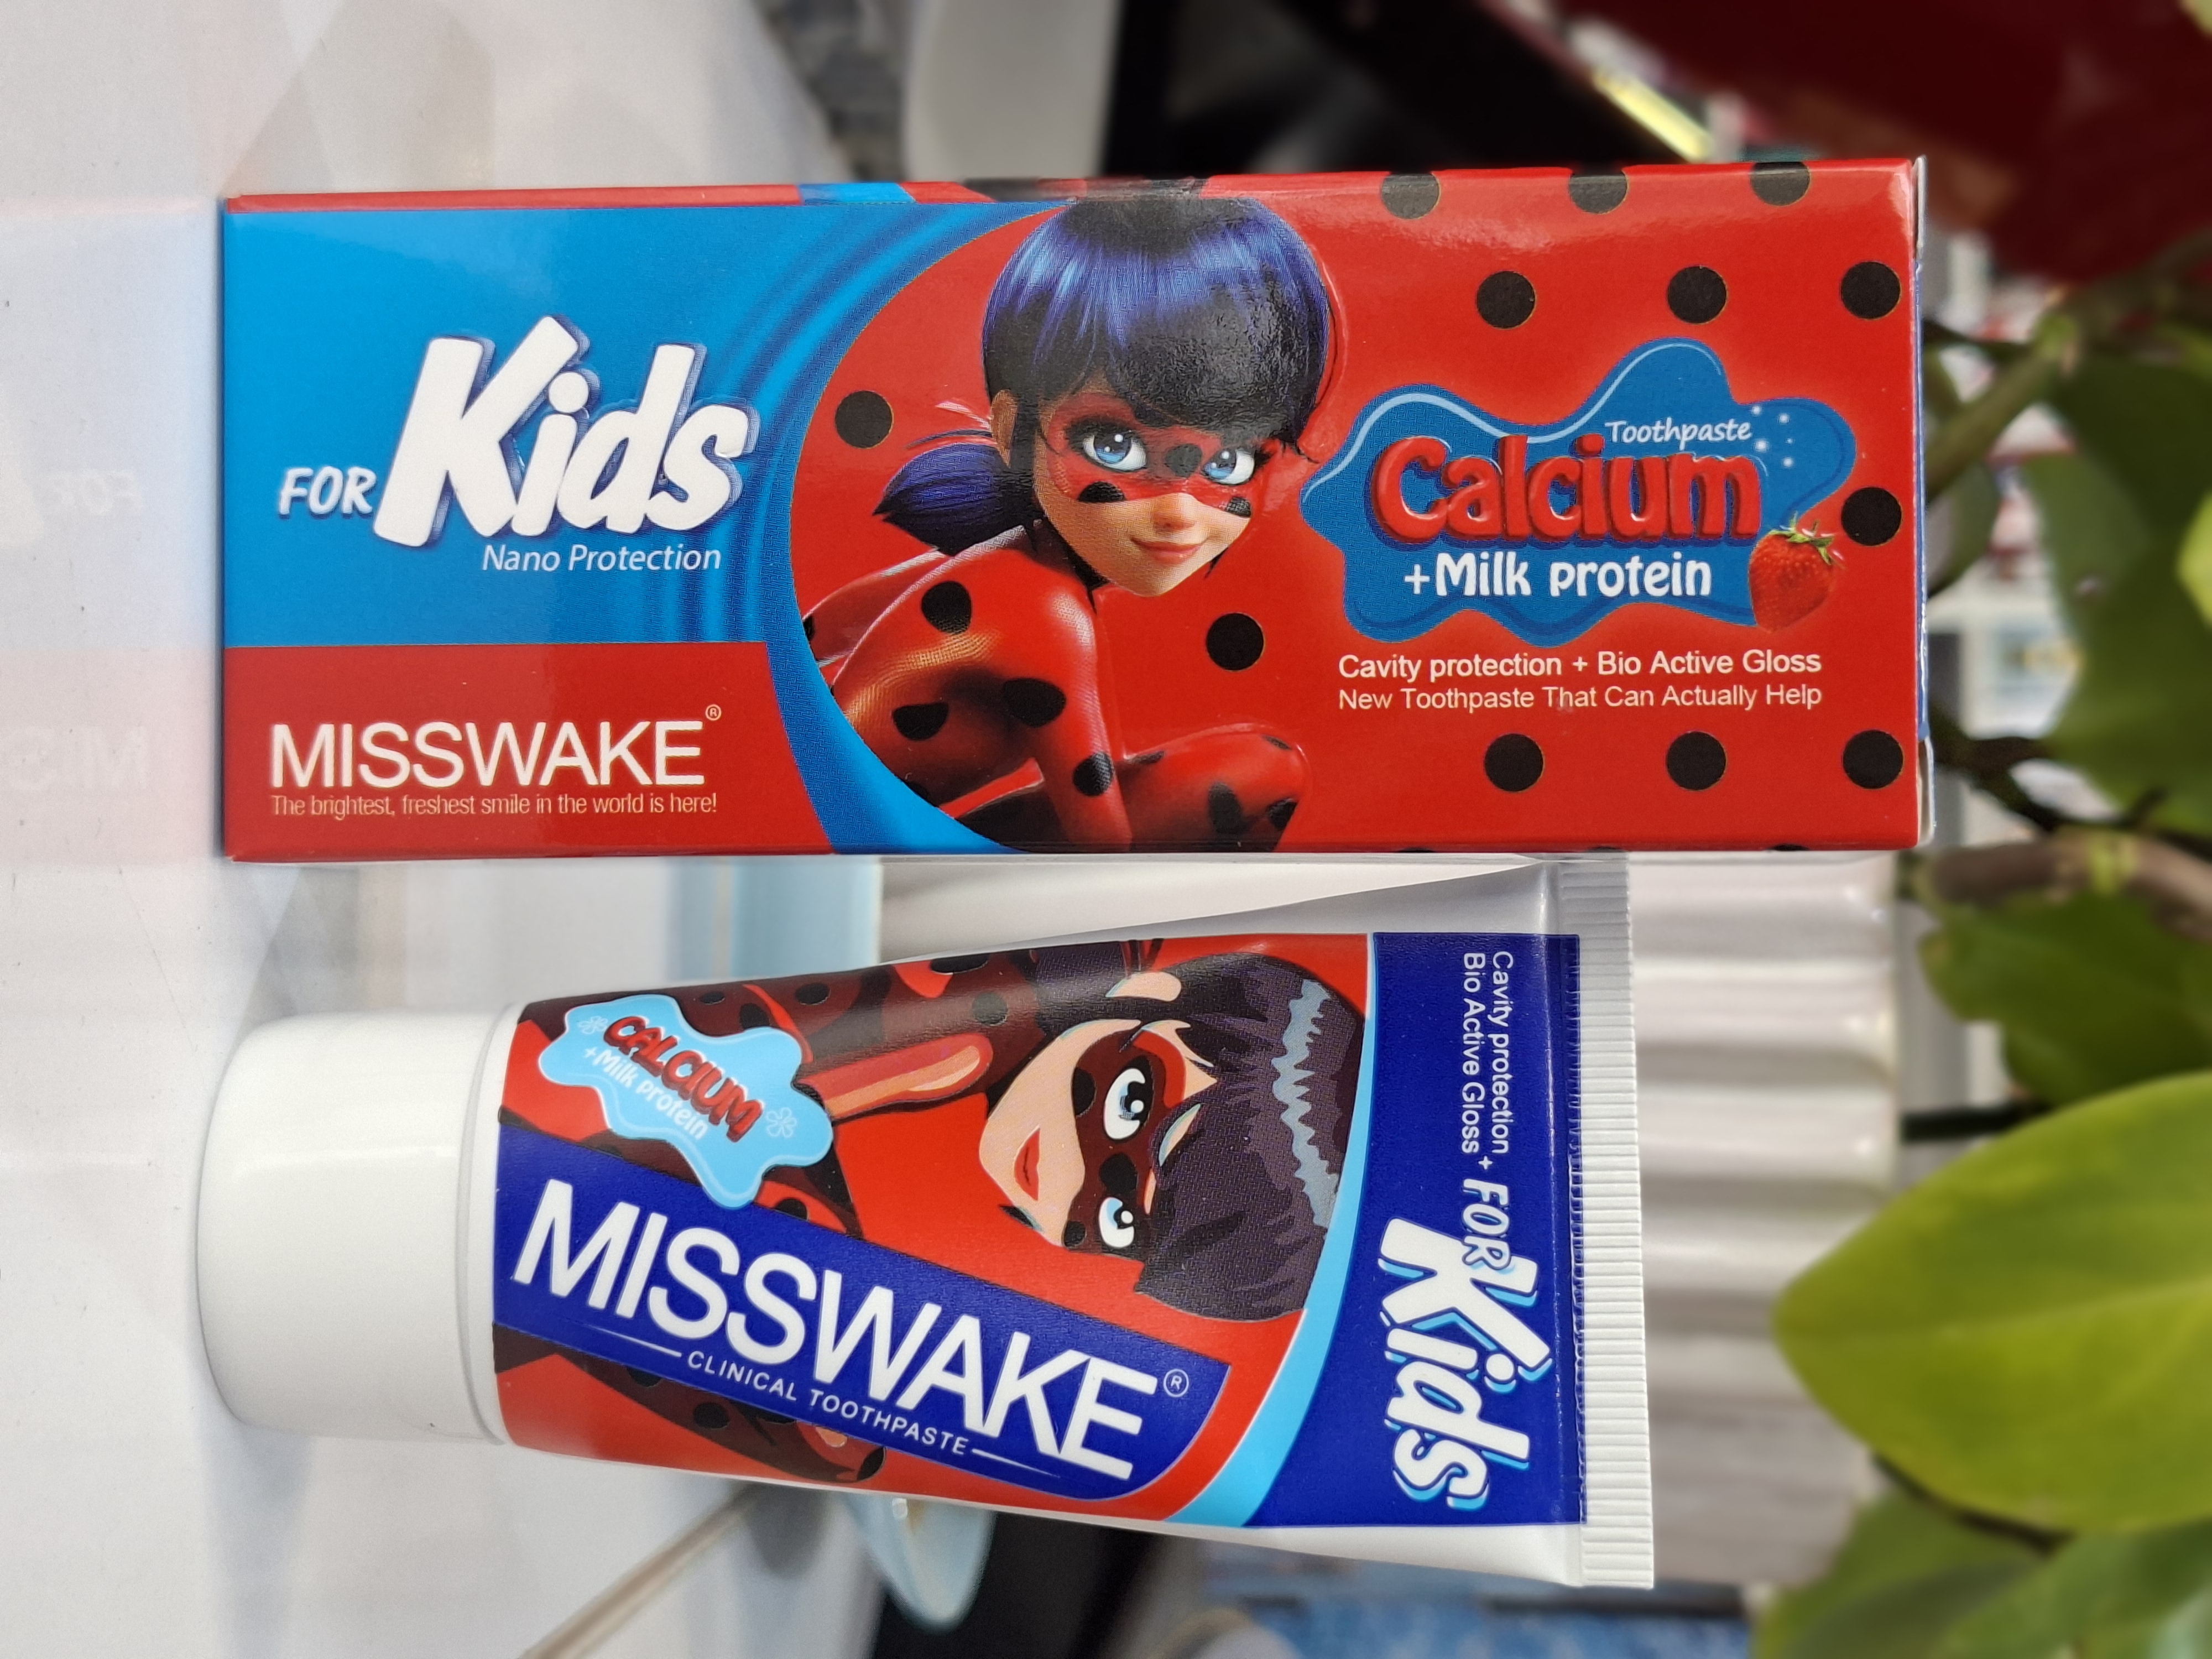 FOR Kids
Nano Protection
MISSWAKE®
The brightest, freshest smile in the world is here!
Toothpaste
Calcium
+Milk protein
Cavity protection + Bio Active Gloss
New Toothpaste That Can Actually Help
CALCIUM
+Milk protein
MISSWAKE®
CLINICAL TOOTHPASTE
Cavity protection +
Bio Active Gloss
FOR Kids